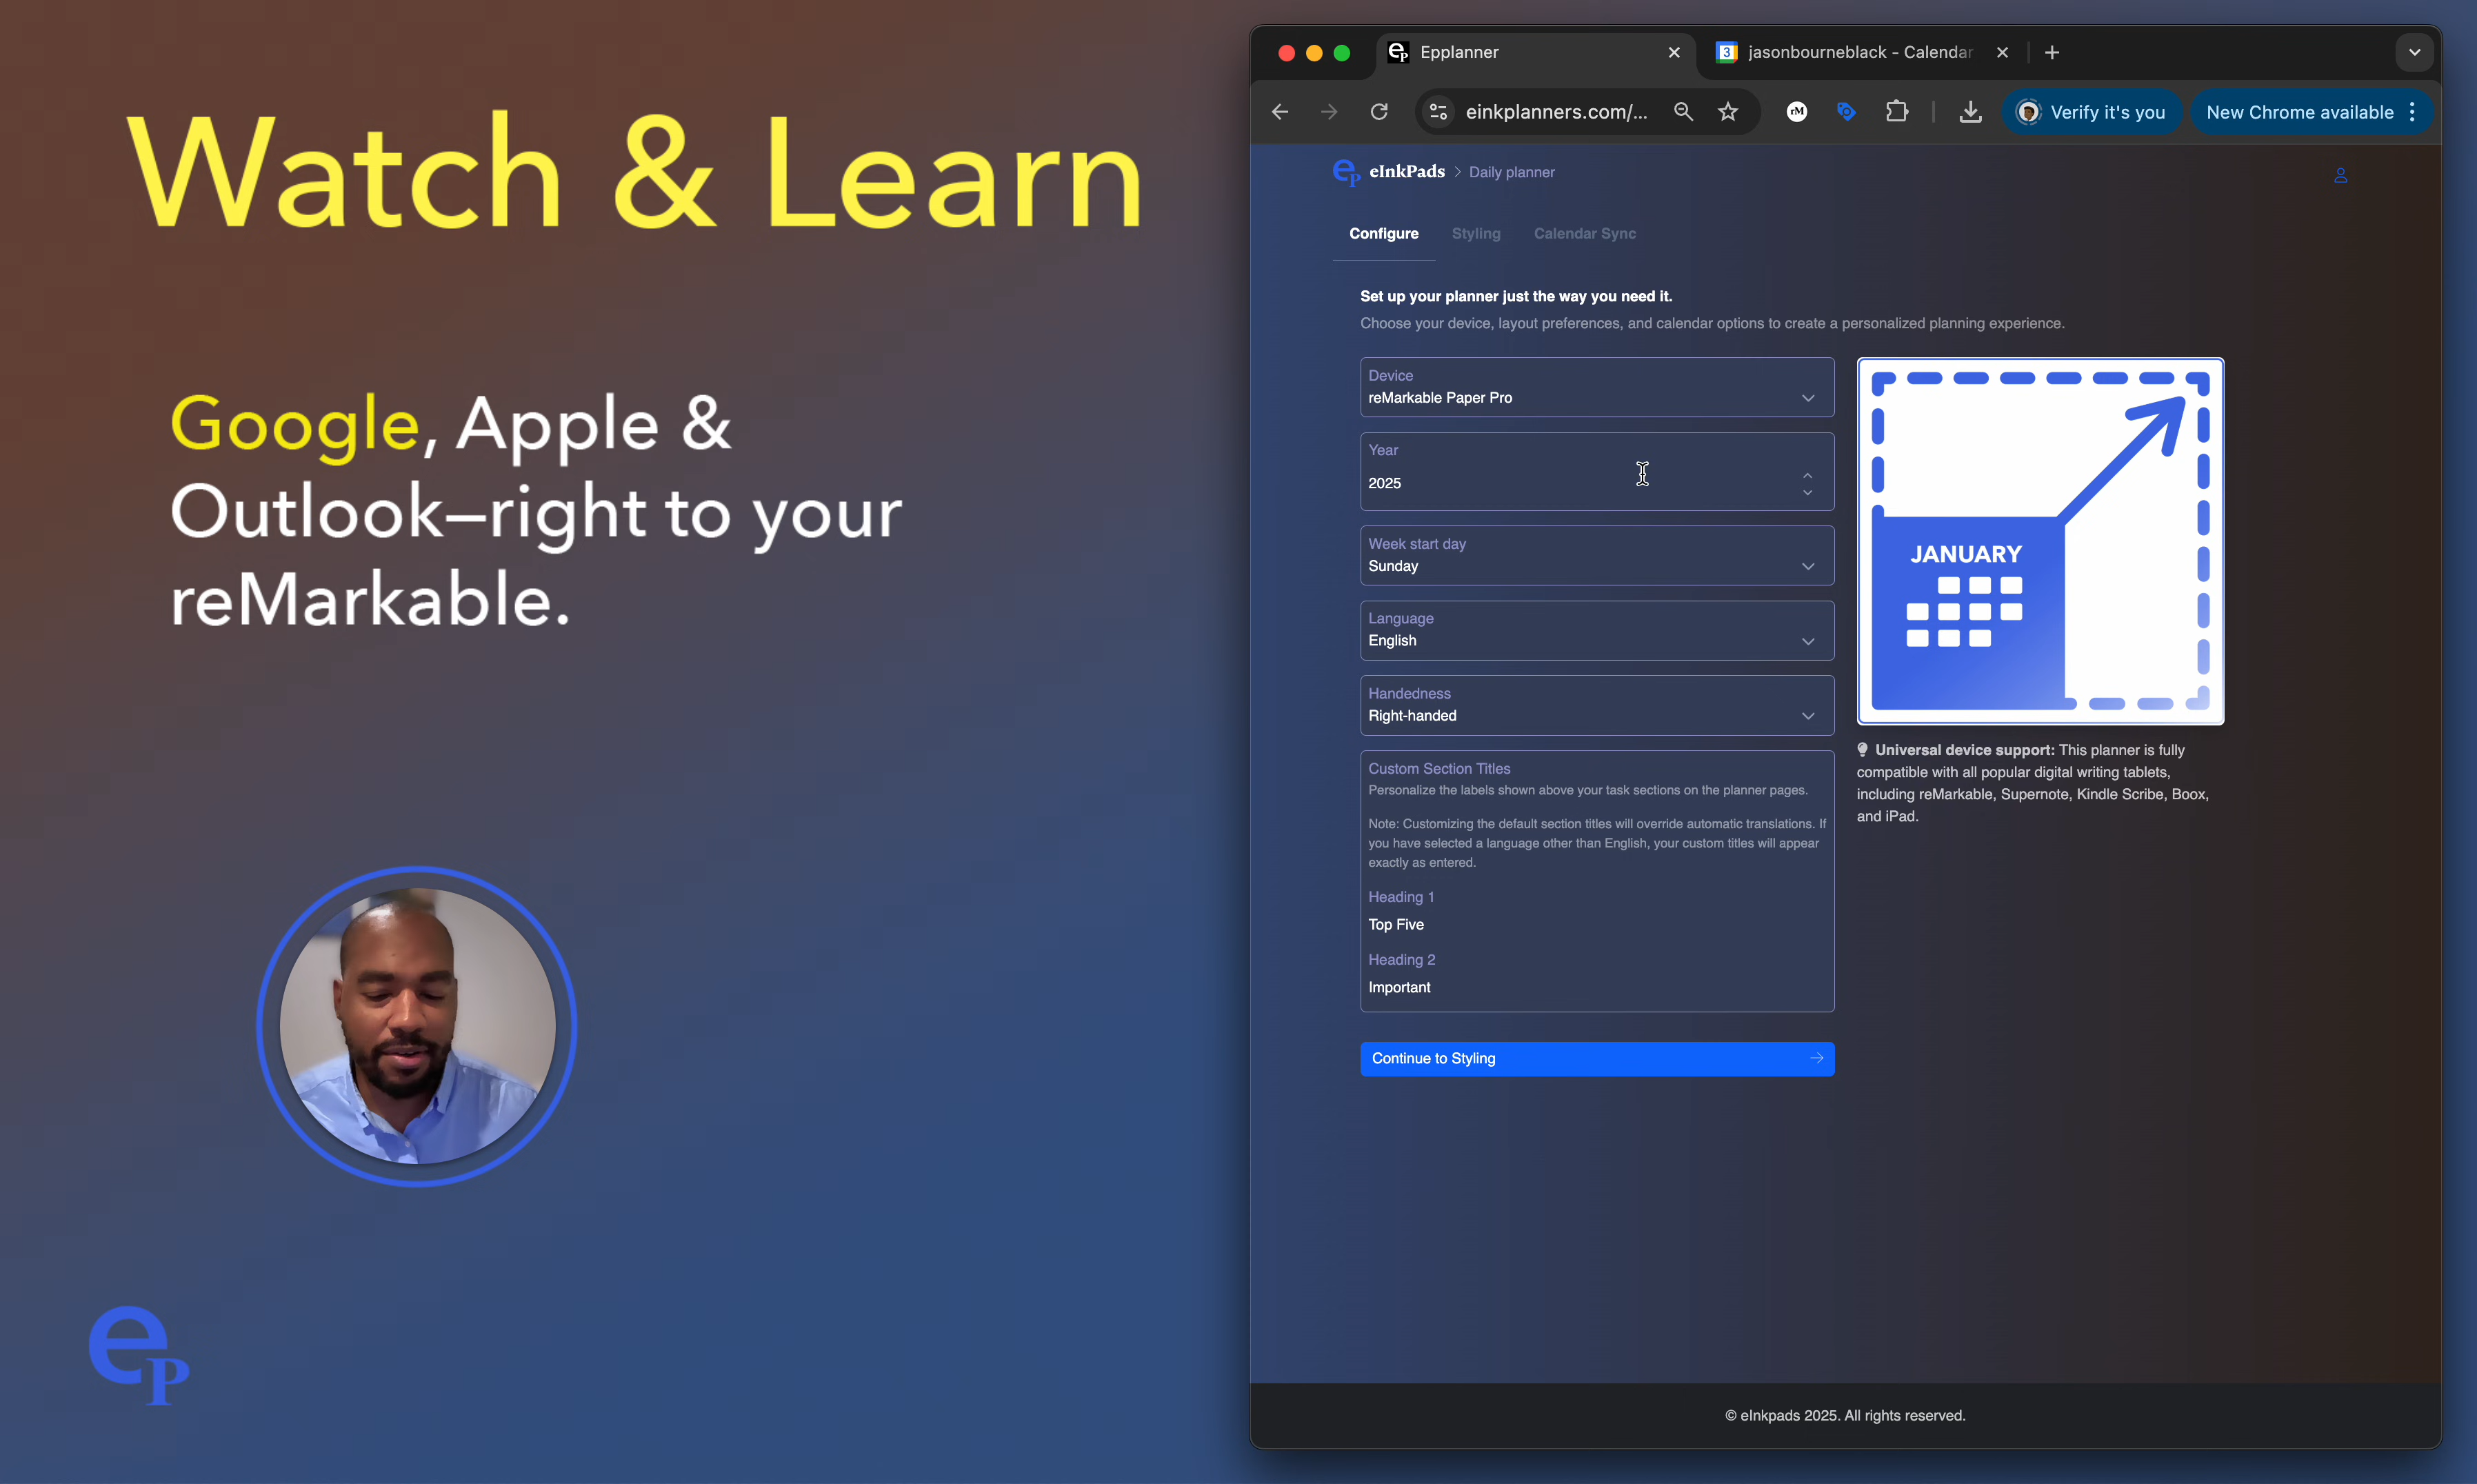 Watch & Learn
Google, Apple &
Outlook—right to your
reMarkable.
eP
eP Epplanner
3 jasonbourneblack - Calendar
einkplanners.com/...
rM
Verify it's you
New Chrome available
eP eInkPads > Daily planner
Configure Styling Calendar Sync
Set up your planner just the way you need it.
Choose your device, layout preferences, and calendar options to create a personalized planning experience.
Device
reMarkable Paper Pro
Year
2025
Week start day
Sunday
Language
English
Handedness
Right-handed
Custom Section Titles
Personalize the labels shown above your task sections on the planner pages.
Note: Customizing the default section titles will override automatic translations. If
you have selected a language other than English, your custom titles will appear
exactly as entered.
Heading 1
Top Five
Heading 2
Important
Continue to Styling
JANUARY
Universal device support: This planner is fully
compatible with all popular digital writing tablets,
including reMarkable, Supernote, Kindle Scribe, Boox,
and iPad.
© eInkpads 2025. All rights reserved.